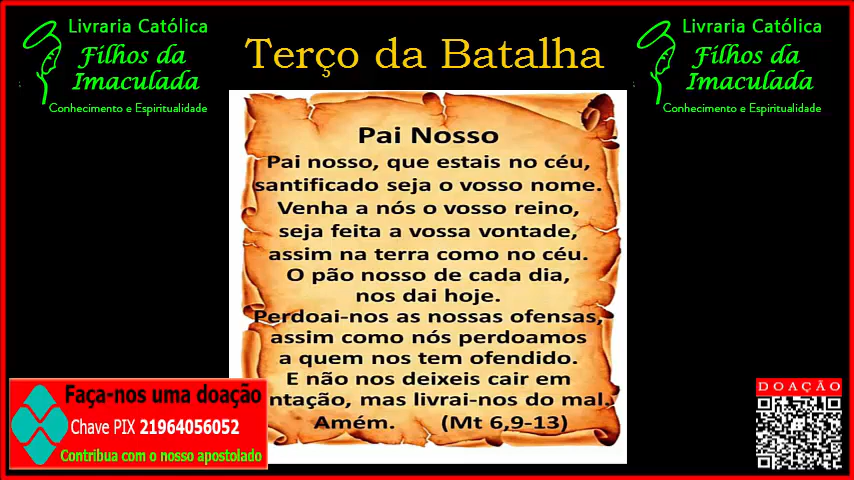 Livraria Católica
Filhos da
Imaculada
Conhecimento e Espiritualidade
Terço da Batalha
Livraria Católica
Filhos da
Imaculada
Conhecimento e Espiritualidade
Pai Nosso
Pai nosso, que estais no céu,
santificado seja o vosso nome.
Venha a nós o vosso reino,
seja feita a vossa vontade,
assim na terra como no céu.
O pão nosso de cada dia,
nos dai hoje.
Perdoai-nos as nossas ofensas,
assim como nós perdoamos
a quem nos tem ofendido.
E não nos deixeis cair em
ntação, mas livrai-nos do mal.
Amém. (Mt 6,9-13)
Faça-nos uma doação
Chave PIX 21964056052
Contribua com o nosso apostolado
DOAÇÃO